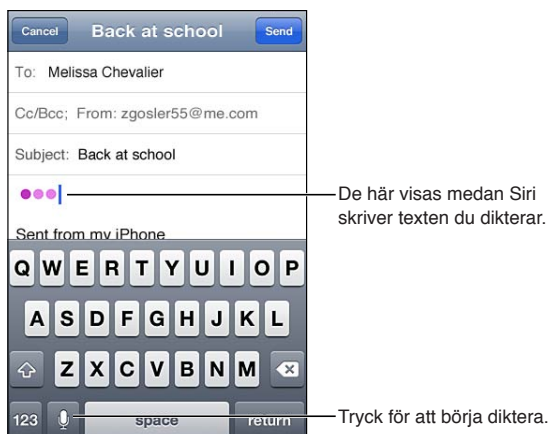 Cancel Back at school Send
To: Melissa Chevalier
Cc/Bcc; From: zgosler55@me.com
Subject: Back at school
De här visas medan Siri
skriver texten du dikterar.
Sent from my iPhone
Q W E R T Y U I O P
A S D F G H J K L
Z X C V B N M
123 space return
Tryck för att börja diktera.